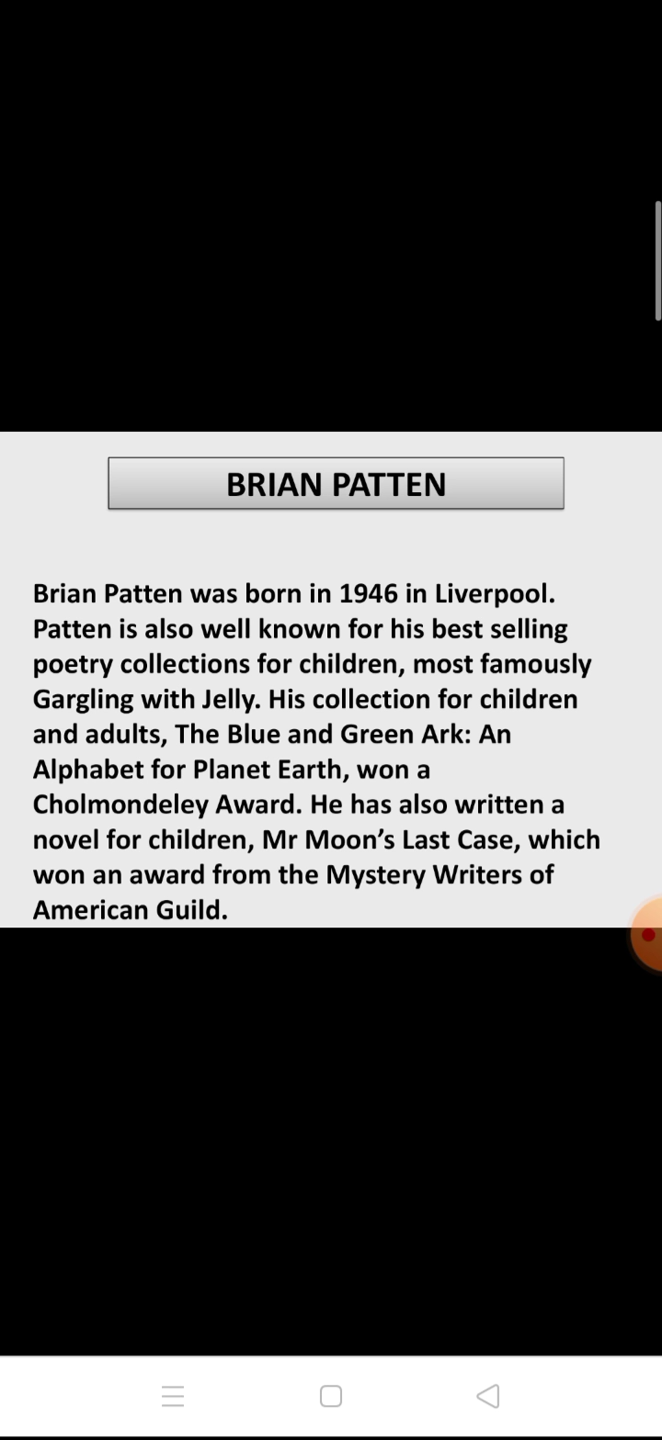 BRIAN PATTEN
Brian Patten was born in 1946 in Liverpool.
Patten is also well known for his best selling
poetry collections for children, most famously
Gargling with Jelly. His collection for children
and adults, The Blue and Green Ark: An
Alphabet for Planet Earth, won a
Cholmondeley Award. He has also written a
novel for children, Mr Moon’s Last Case, which
won an award from the Mystery Writers of
American Guild.